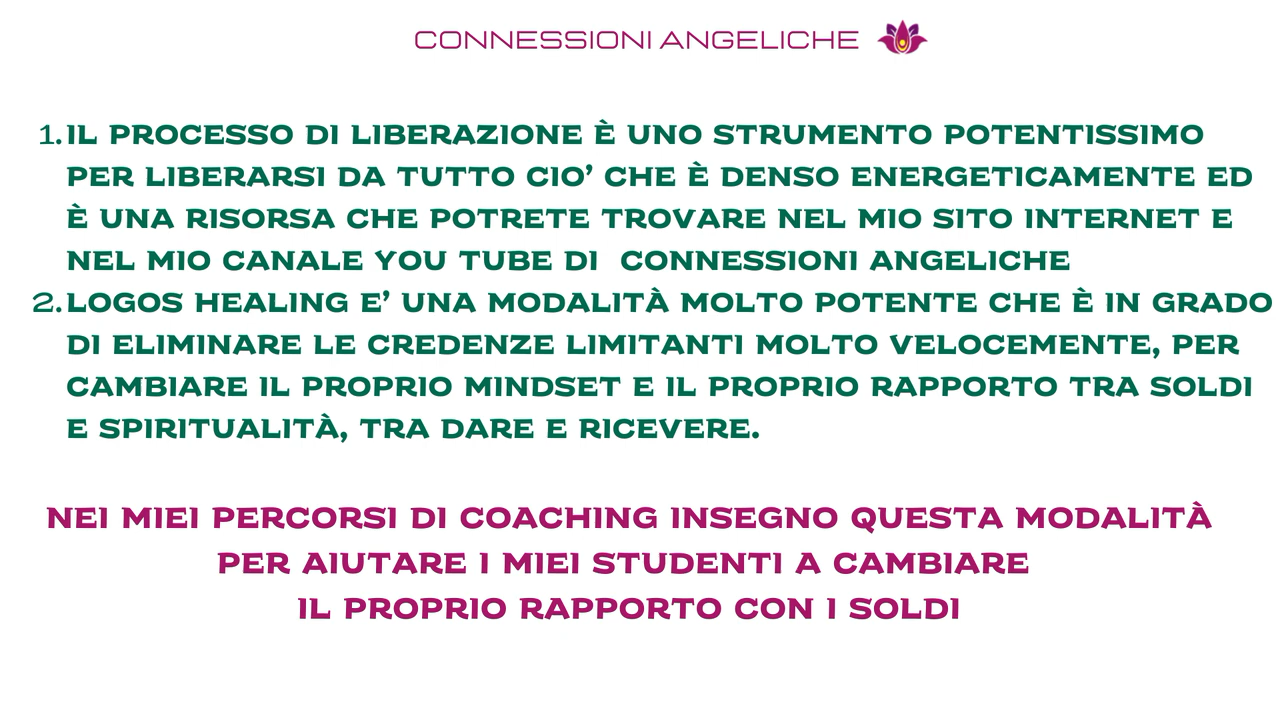 CONNESSIONI ANGELICHE
1. IL PROCESSO DI LIBERAZIONE È UNO STRUMENTO POTENTISSIMO
PER LIBERARSI DA TUTTO CIO' CHE È DENSO ENERGETICAMENTE ED
È UNA RISORSA CHE POTRETE TROVARE NEL MIO SITO INTERNET E
NEL MIO CANALE YOU TUBE DI CONNESSIONI ANGELICHE
2. LOGOS HEALING E' UNA MODALITÀ MOLTO POTENTE CHE È IN GRADO
DI ELIMINARE LE CREDENZE LIMITANTI MOLTO VELOCEMENTE, PER
CAMBIARE IL PROPRIO MINDSET E IL PROPRIO RAPPORTO TRA SOLDI
E SPIRITUALITÀ, TRA DARE E RICEVERE.
NEI MIEI PERCORSI DI COACHING INSEGNO QUESTA MODALITÀ
PER AIUTARE I MIEI STUDENTI A CAMBIARE
IL PROPRIO RAPPORTO CON I SOLDI